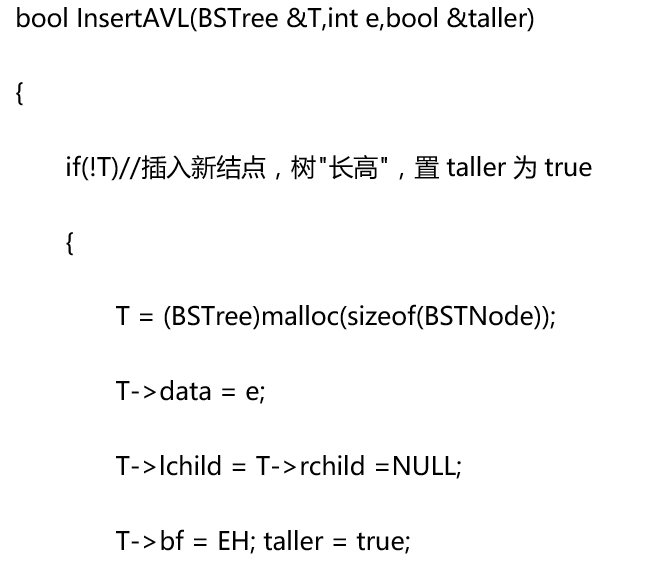 bool InsertAVL(BSTree &T,int e,bool &taller)
{
if(!T)//插入新结点，树"长高"，置 taller 为 true
{
T = (BSTree)malloc(sizeof(BSTNode));
T->data = e;
T->lchild = T->rchild =NULL;
T->bf = EH; taller = true;